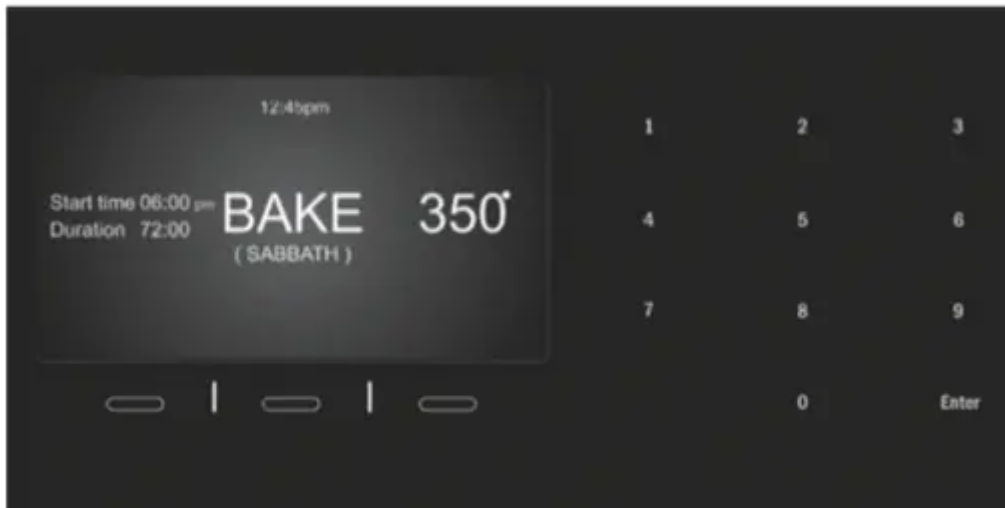 12:45pm
Start time 06:00 pm
Duration 72:00
BAKE
( SABBATH )
350°
1 2 3
4 5 6
7 8 9
0 Enter